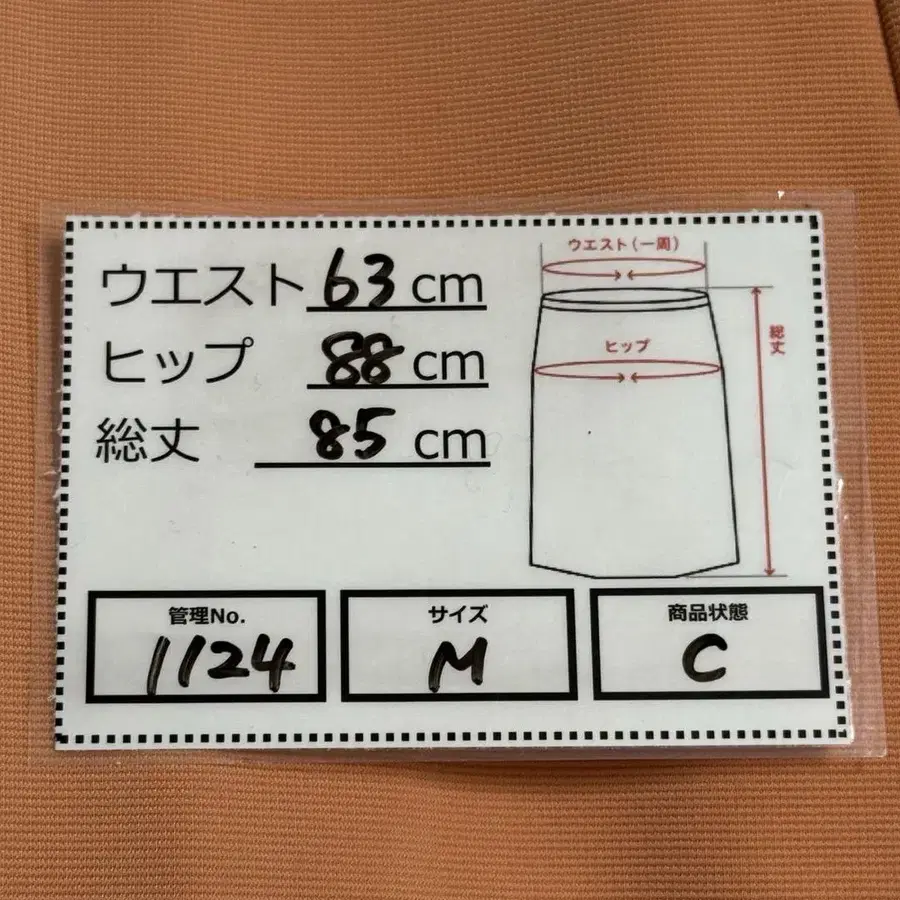 ウエスト 63 cm
ヒップ 88 cm
総丈 85 cm
ウエスト(一周)
ヒップ
総丈
管理No.
1124
サイズ
M
商品状態
C